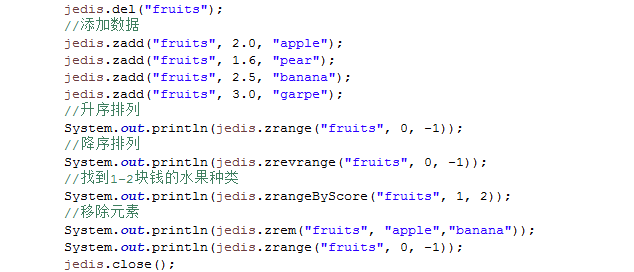 jedis.del("fruits");
//添加数据
jedis.zadd("fruits", 2.0, "apple");
jedis.zadd("fruits", 1.6, "pear");
jedis.zadd("fruits", 2.5, "banana");
jedis.zadd("fruits", 3.0, "garpe");
//升序排列
System.out.println(jedis.zrange("fruits", 0, -1));
//降序排列
System.out.println(jedis.zrevrange("fruits", 0, -1));
//找到1-2块钱的水果种类
System.out.println(jedis.zrangeByScore("fruits", 1, 2));
//移除元素
System.out.println(jedis.zrem("fruits", "apple","banana"));
System.out.println(jedis.zrange("fruits", 0, -1));
jedis.close();